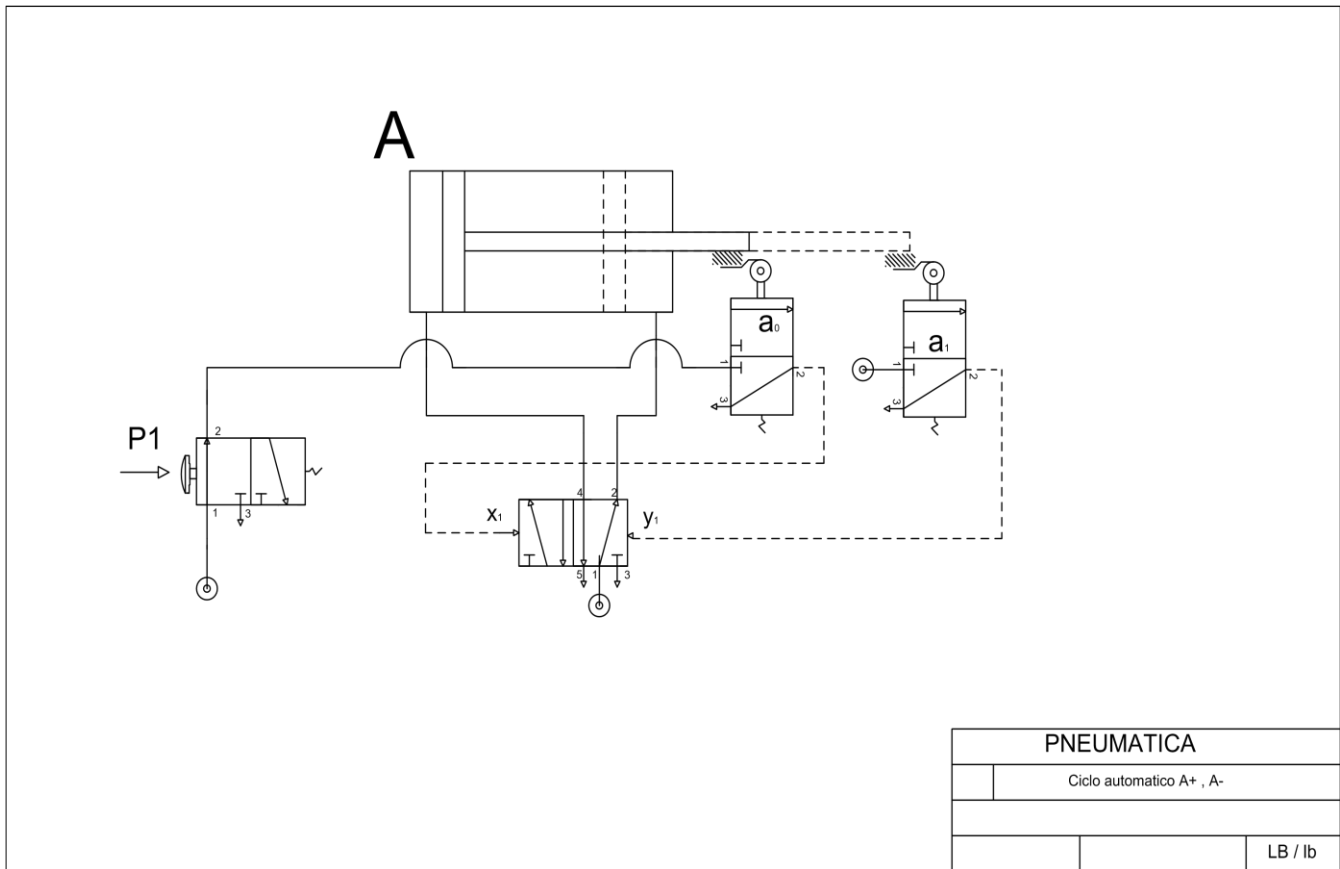 A
a₀
a₁
1
2
3
1
2
3
P1
2
1
3
4
2
x₁
y₁
5
1
3
PNEUMATICA
Ciclo automatico A+ , A-
LB / lb